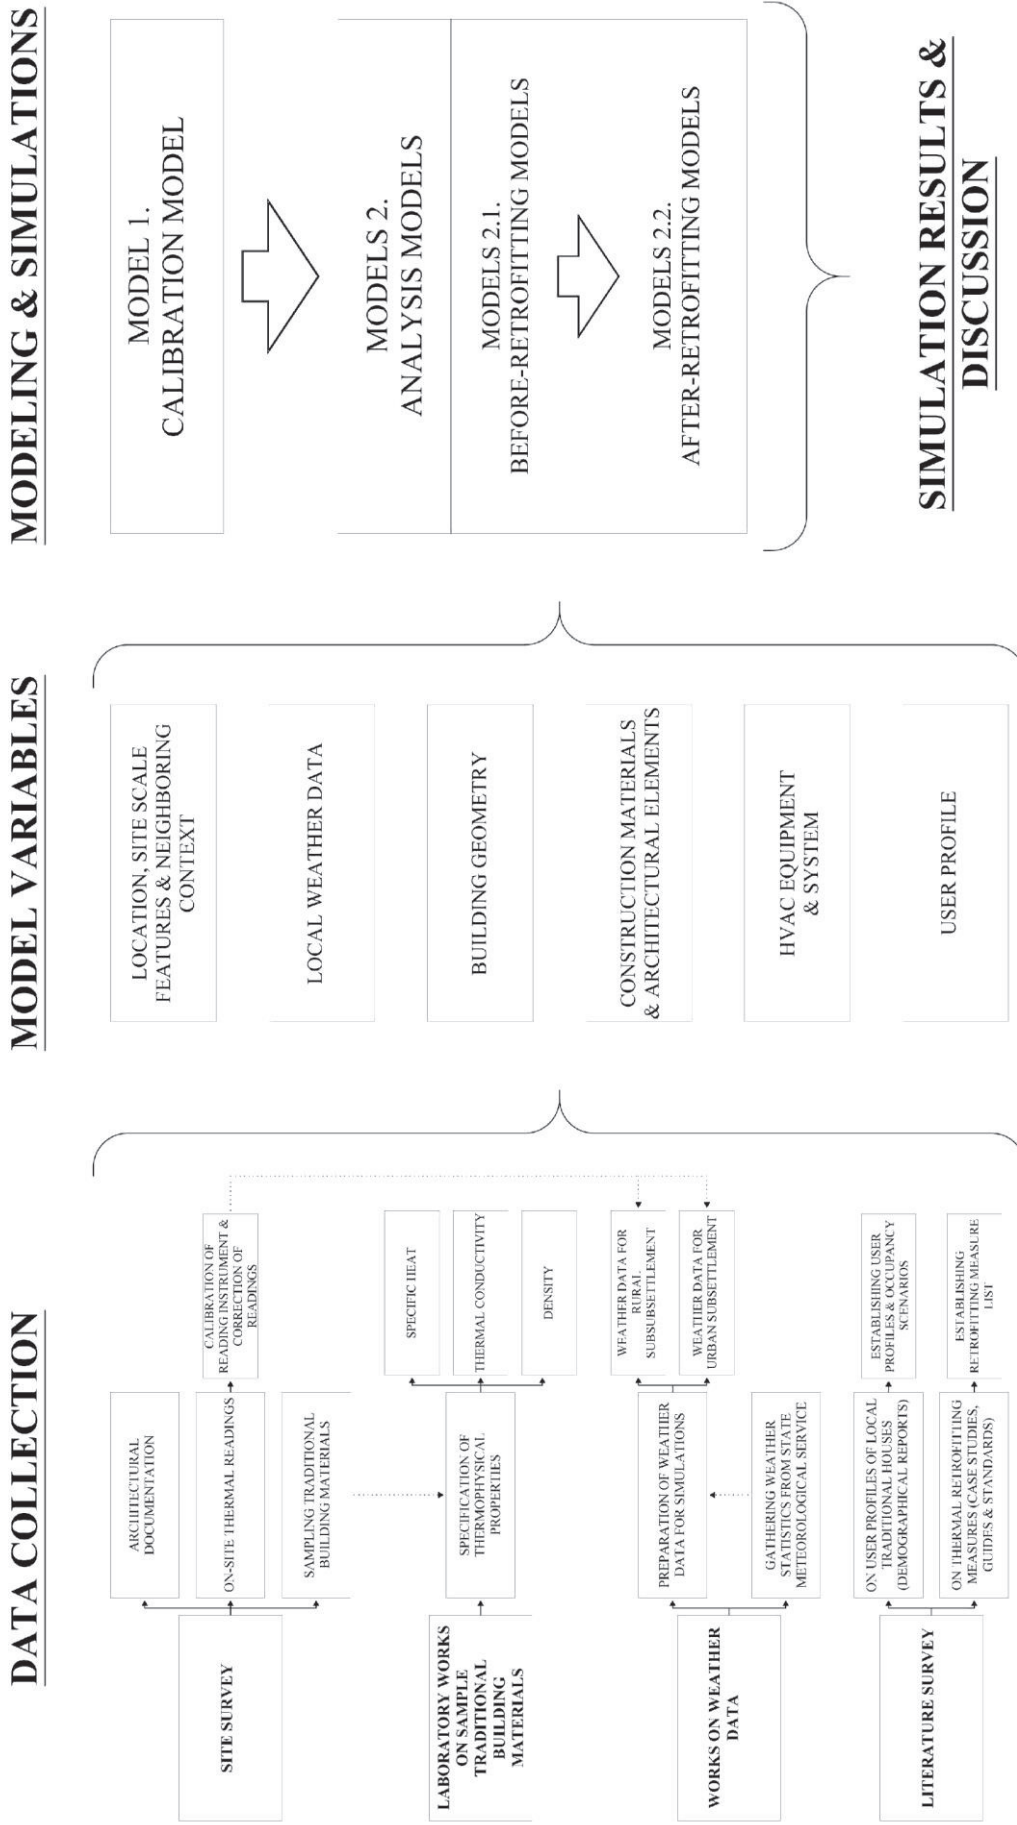 DATA COLLECTION
SITE SURVEY
ARCHITECTURAL
DOCUMENTATION
ON-SITE THERMAL READINGS
CALIBRATION OF
READING INSTRUMENT &
CORRECTION OF
READINGS
SAMPLING TRADITIONAL
BUILDING MATERIALS
LABORATORY WORKS
ON SAMPLE
TRADITIONAL
BUILDING
MATERIALS
SPECIFICATION OF
THERMOPHYSICAL
PROPERTIES
SPECIFIC HEAT
THERMAL CONDUCTIVITY
DENSITY
WORKS ON WEATHER
DATA
PREPARATION OF WEATHER
DATA FOR SIMULATIONS
WEATHER DATA FOR
RURAL
SUBSUBSETTLEMENT
WEATHER DATA FOR
URBAN SUBSETTLEMENT
GATHERING WEATHER
STATISTICS FROM STATE
METEOROLOGICAL SERVICE
LITERATURE SURVEY
ON USER PROFILES OF LOCAL
TRADITIONAL HOUSES
(DEMOGRAPHICAL REPORTS)
ESTABLISHING USER
PROFILES & OCCUPANCY
SCENARIOS
ON THERMAL RETROFITTING
MEASURES (CASE STUDIES,
GUIDES & STANDARDS)
ESTABLISHING
RETROFITTING MEASURE
LIST
MODEL VARIABLES
LOCATION, SITE SCALE
FEATURES & NEIGHBORING
CONTEXT
LOCAL WEATHER DATA
BUILDING GEOMETRY
CONSTRUCTION MATERIALS
& ARCHITECTURAL ELEMENTS
HVAC EQUIPMENT
& SYSTEM
USER PROFILE
MODELING & SIMULATIONS
MODEL 1.
CALIBRATION MODEL
MODELS 2.
ANALYSIS MODELS
MODELS 2.1.
BEFORE-RETROFITTING MODELS
MODELS 2.2.
AFTER-RETROFITTING MODELS
SIMULATION RESULTS &
DISCUSSION